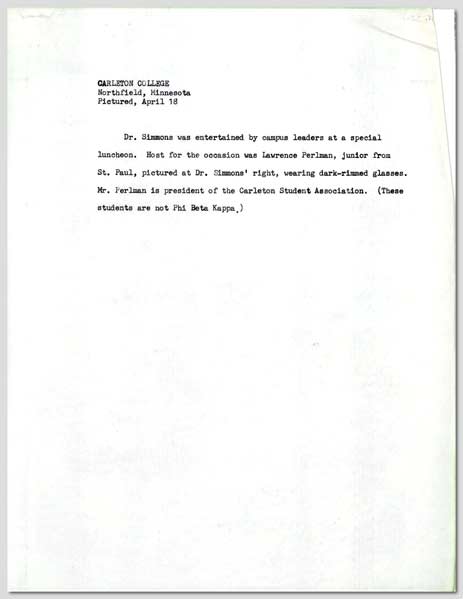 CARLETON COLLEGE
Northfield, Minnesota
Pictured, April 18
Dr. Simmons was entertained by campus leaders at a special
luncheon. Host for the occasion was Lawrence Perlman, junior from
St. Paul, pictured at Dr. Simmons' right, wearing dark-rimmed glasses.
Mr. Perlman is president of the Carleton Student Association. (These
students are not Phi Beta Kappa.)